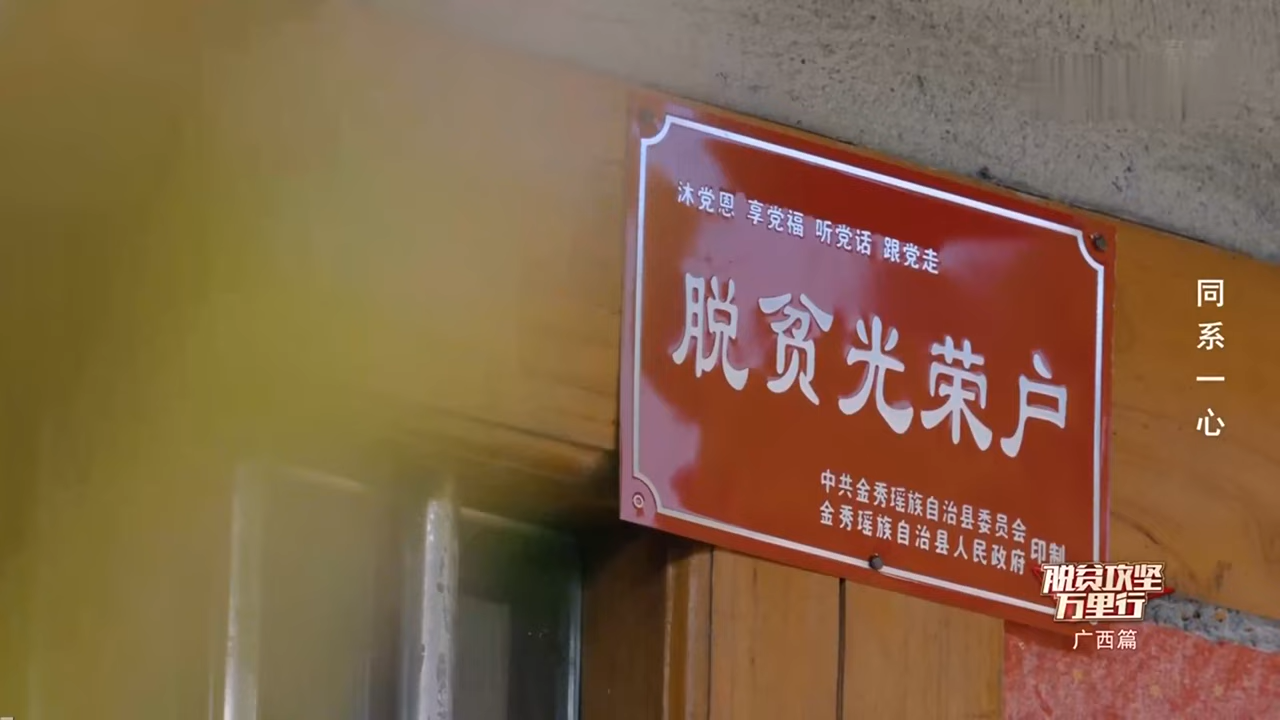 沐党恩 享党福 听党话 跟党走
脱贫光荣户
中共金秀瑶族自治县委员会
金秀瑶族自治县人民政府
印制
同系一心
脱贫攻坚
万里行
广西篇